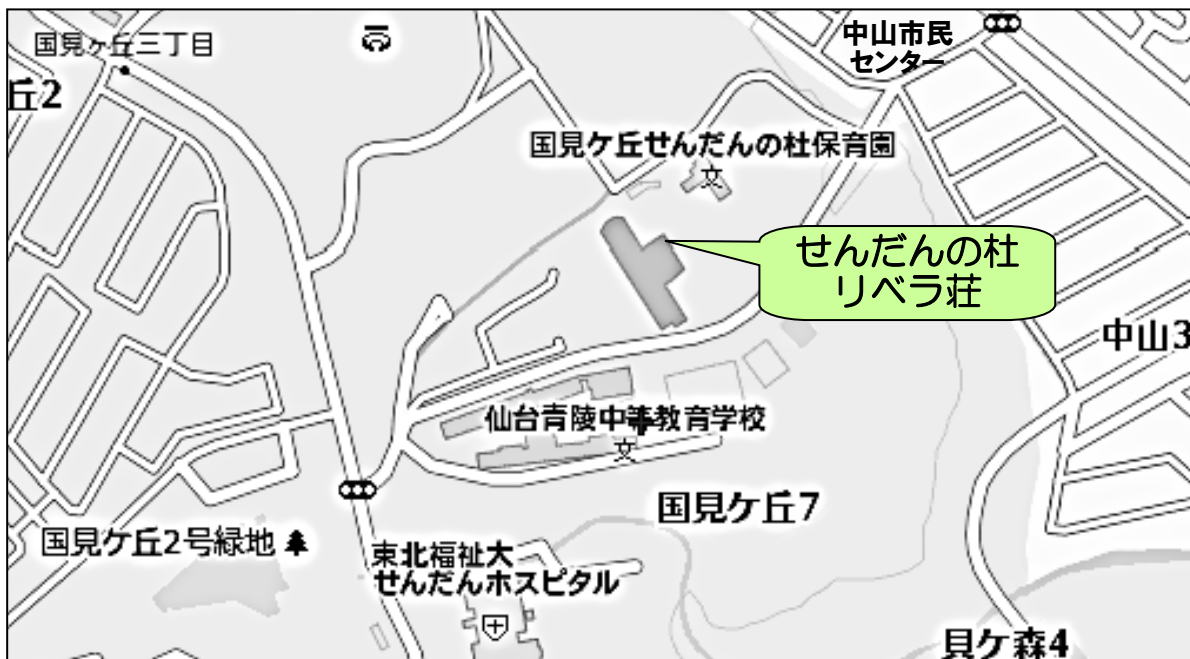 国見ヶ丘三丁目
中山市民
センター
丘2
国見ケ丘せんだんの杜保育園
文
せんだんの杜
リベラ荘
中山3
仙台青陵中等教育学校
文
国見ケ丘7
国見ケ丘2号緑地
東北福祉大
せんだんホスピタル
貝ケ森4